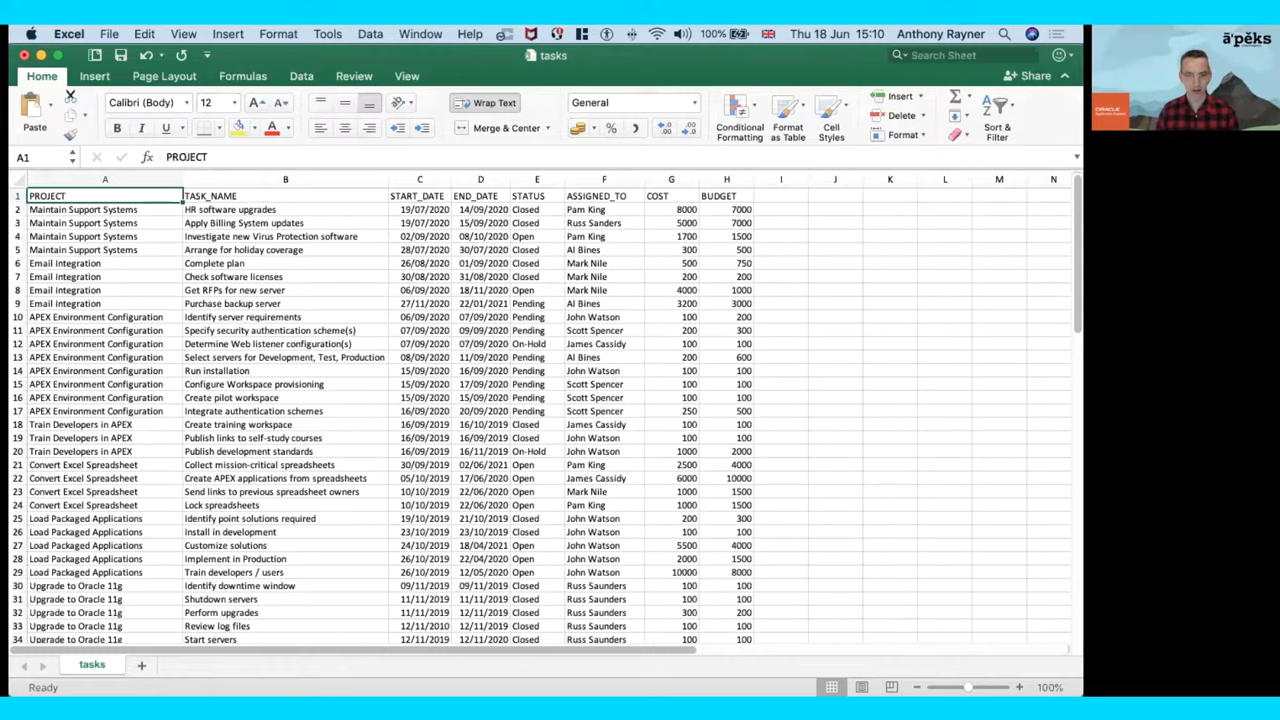 Excel File Edit View Insert Format Tools Data Window Help 100% Thu 18 Jun 15:10 Anthony Rayner
tasks
Search Sheet
Home Insert Page Layout Formulas Data Review View
Share
Paste
Calibri (Body) 12
B I U
Wrap Text
Merge & Center
General
Conditional Formatting
Format as Table
Cell Styles
Insert
Delete
Format
Sort & Filter
A1 fx PROJECT
A B C D E F G H I J K L M N
1 PROJECT TASK_NAME START_DATE END_DATE STATUS ASSIGNED_TO COST BUDGET
2 Maintain Support Systems HR software upgrades 19/07/2020 14/09/2020 Closed Pam King 8000 7000
3 Maintain Support Systems Apply Billing System updates 19/07/2020 07/09/2020 Closed Russ Sanders 5000 7000
4 Maintain Support Systems Investigate new Virus Protection software 02/09/2020 08/10/2020 Open Pam King 1700 1500
5 Maintain Support Systems Arrange for holiday coverage 28/07/2020 30/07/2020 Closed Al Bines 300 500
6 Email Integration Complete plan 26/08/2020 01/09/2020 Closed Mark Nile 500 750
7 Email Integration Check software licenses 30/08/2020 31/08/2020 Closed Mark Nile 200 200
8 Email Integration Get RFPs for new server 09/09/2020 18/11/2020 Open Mark Nile 4000 1000
9 Email Integration Purchase backup server 27/11/2020 22/01/2021 Pending Al Bines 3200 3000
10 APEX Environment Configuration Identify server requirements 06/09/2020 07/09/2020 Pending John Watson 100 200
11 APEX Environment Configuration Specify security authentication scheme(s) 07/09/2020 09/09/2020 Pending Scott Spencer 200 300
12 APEX Environment Configuration Determine Web listener configuration(s) 07/09/2020 07/09/2020 On-Hold James Cassidy 100 100
13 APEX Environment Configuration Select servers for Development, Test, Production 08/09/2020 11/09/2020 Pending Al Bines 200 600
14 APEX Environment Configuration Run installation 15/09/2020 16/09/2020 Pending John Watson 100 100
15 APEX Environment Configuration Configure Workspace provisioning 15/09/2020 17/09/2020 Pending Scott Spencer 100 100
16 APEX Environment Configuration Create pilot workspace 15/09/2020 15/09/2020 Pending Scott Spencer 100 100
17 APEX Environment Configuration Integrate authentication schemes 16/09/2020 20/09/2020 Pending Scott Spencer 250 500
18 Train Developers in APEX Create training workspace 16/09/2019 16/10/2019 Closed James Cassidy 100 100
19 Train Developers in APEX Publish links to self-study courses 16/09/2019 16/09/2019 Closed John Watson 100 100
20 Train Developers in APEX Publish development standards 16/09/2019 16/11/2019 On-Hold John Watson 1000 2000
21 Convert Excel Spreadsheet Collect mission-critical spreadsheets 30/09/2019 02/06/2021 Open Pam King 2500 4000
22 Convert Excel Spreadsheet Create APEX applications from spreadsheets 05/10/2019 17/06/2020 Open James Cassidy 6000 10000
23 Convert Excel Spreadsheet Send links to previous spreadsheet owners 10/10/2019 22/06/2020 Open Mark Nile 1000 1500
24 Convert Excel Spreadsheet Lock spreadsheets 10/10/2019 22/06/2020 Open Pam King 1000 1500
25 Load Packaged Applications Identify point solutions required 19/10/2019 21/10/2019 Closed John Watson 200 300
26 Load Packaged Applications Install in development 23/10/2019 23/10/2019 Closed John Watson 100 100
27 Load Packaged Applications Customize solutions 24/10/2019 18/04/2021 Open John Watson 5500 4000
28 Load Packaged Applications Implement in Production 26/10/2019 22/04/2020 Open John Watson 2000 1500
29 Load Packaged Applications Train developers / users 26/10/2019 12/05/2020 Open John Watson 10000 8000
30 Upgrade to Oracle 11g Identify downtime window 09/11/2019 09/11/2019 Closed Russ Saunders 100 100
31 Upgrade to Oracle 11g Shutdown servers 11/11/2019 11/11/2019 Closed Russ Saunders 100 100
32 Upgrade to Oracle 11g Perform upgrades 11/11/2019 12/11/2019 Closed Russ Saunders 300 200
33 Upgrade to Oracle 11g Review log files 12/11/2010 12/11/2019 Closed Russ Saunders 100 100
34 Upgrade to Oracle 11g Start servers 12/11/2019 12/11/2020 Closed Russ Saunders 100 100
tasks
Ready 100%
ā'pěks
ORACLE